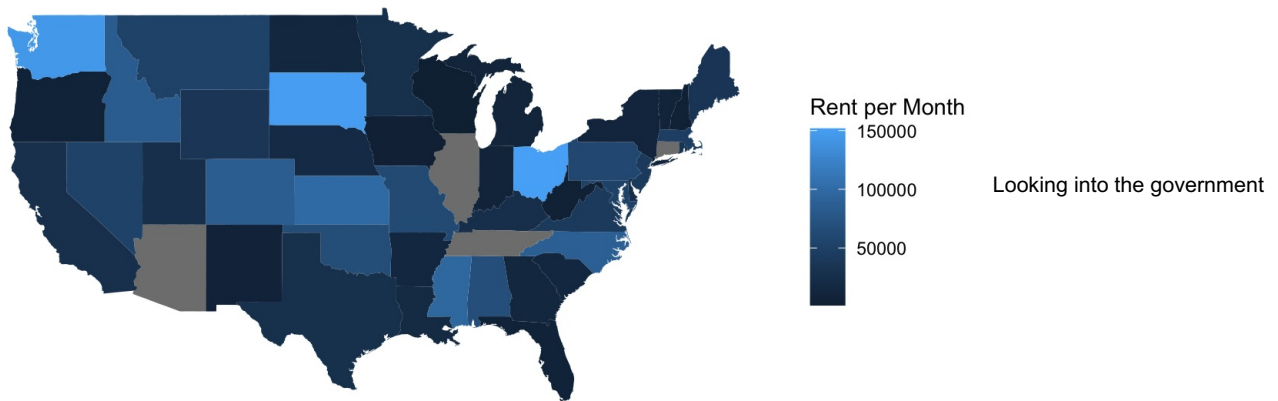 Rent per Month
150000
100000
50000
Looking into the government